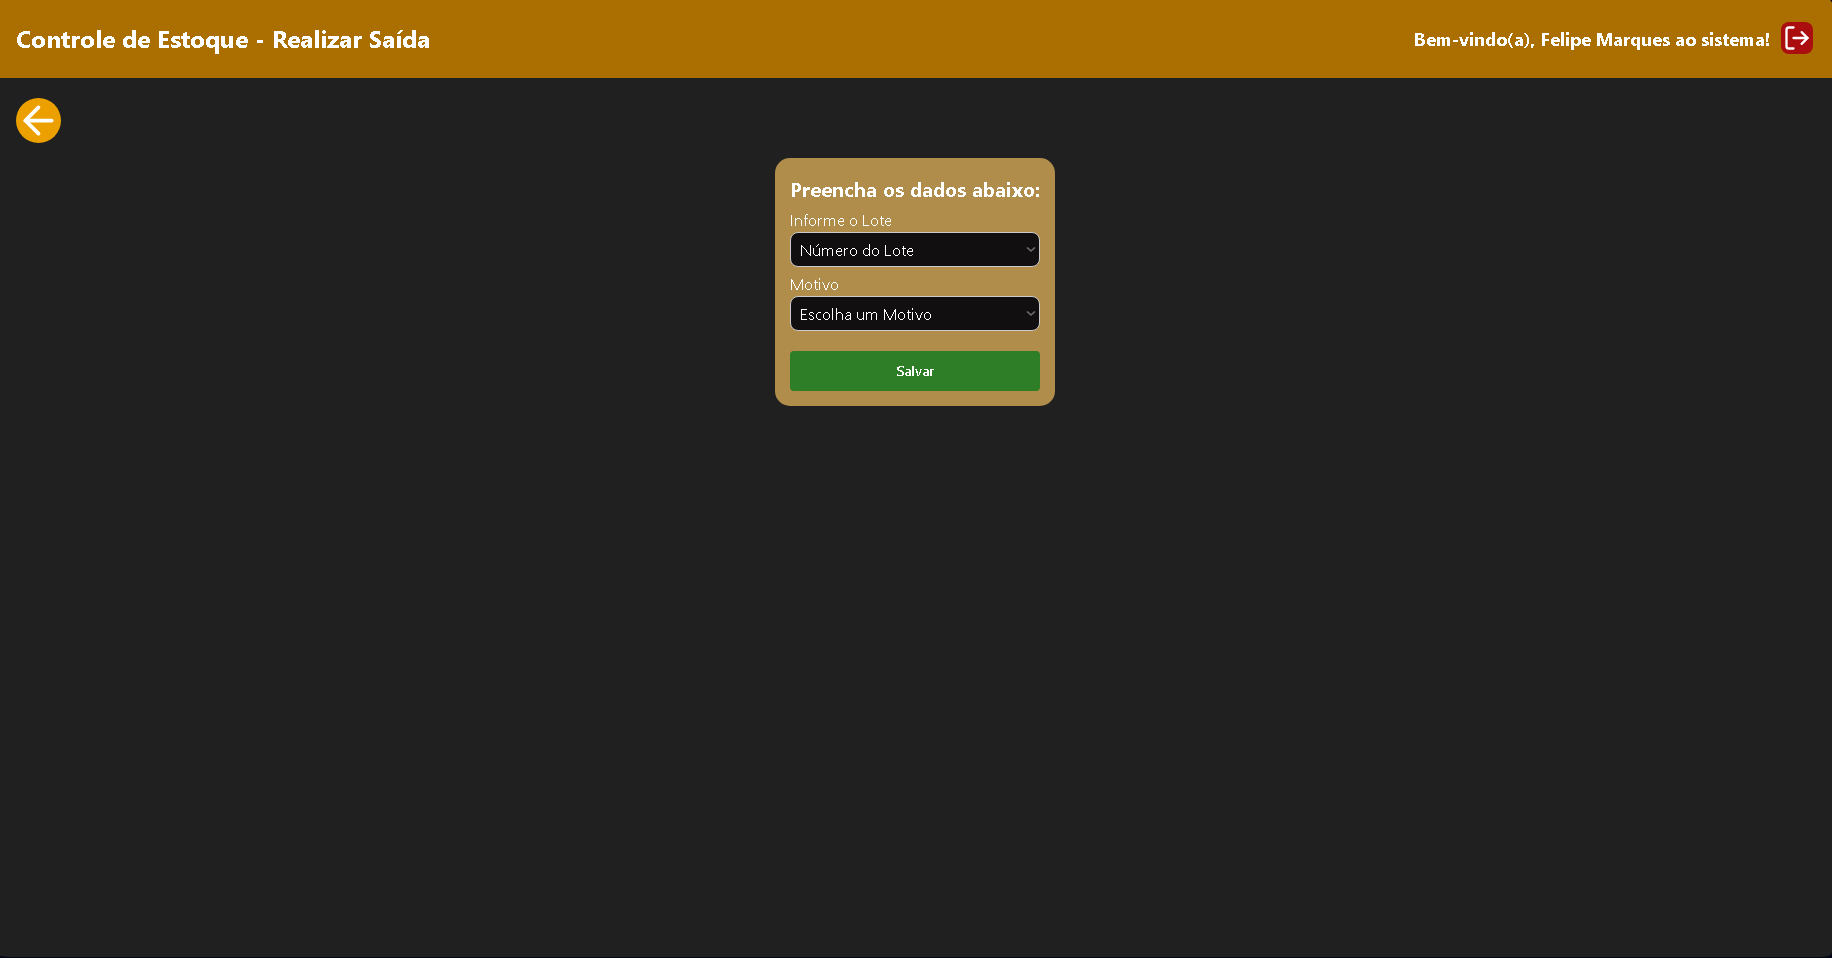 Controle de Estoque - Realizar Saída
Bem-vindo(a), Felipe Marques ao sistema!
Preencha os dados abaixo:
Informe o Lote
Número do Lote
Motivo
Escolha um Motivo
Salvar